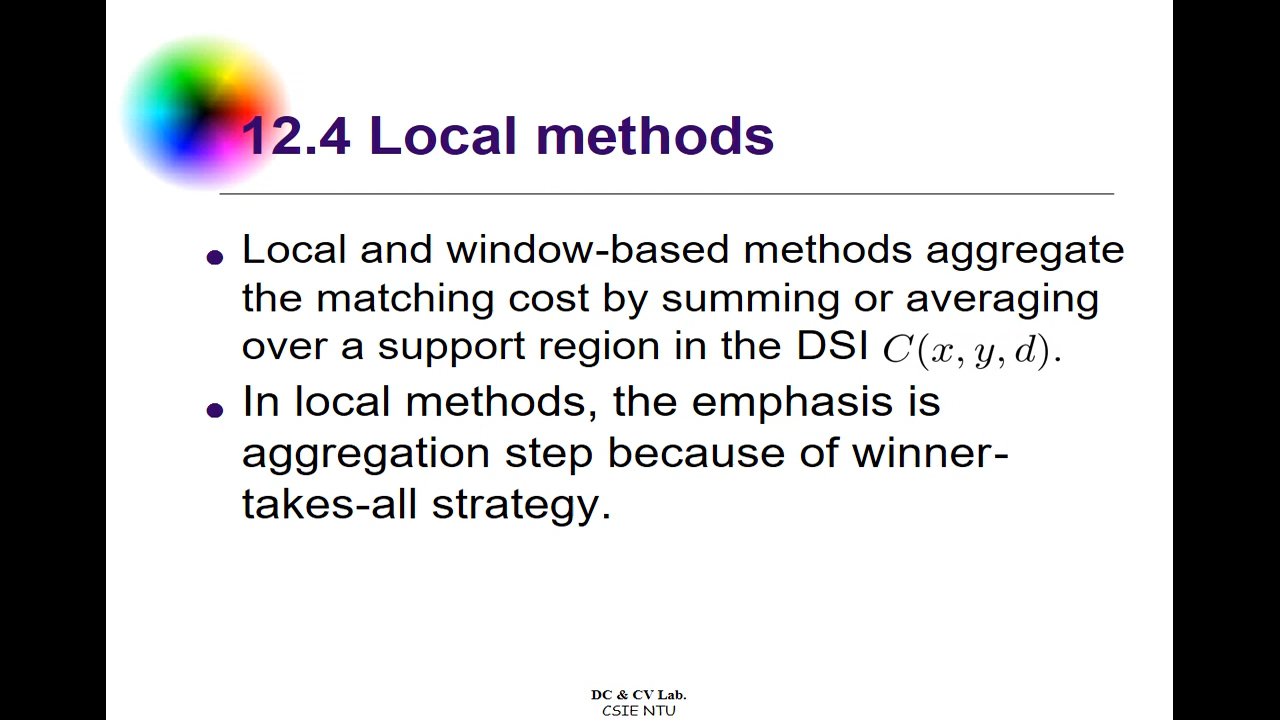 12.4 Local methods
• Local and window-based methods aggregate
the matching cost by summing or averaging
over a support region in the DSI C(x, y, d).
• In local methods, the emphasis is
aggregation step because of winner-
takes-all strategy.
DC & CV Lab.
CSIE NTU